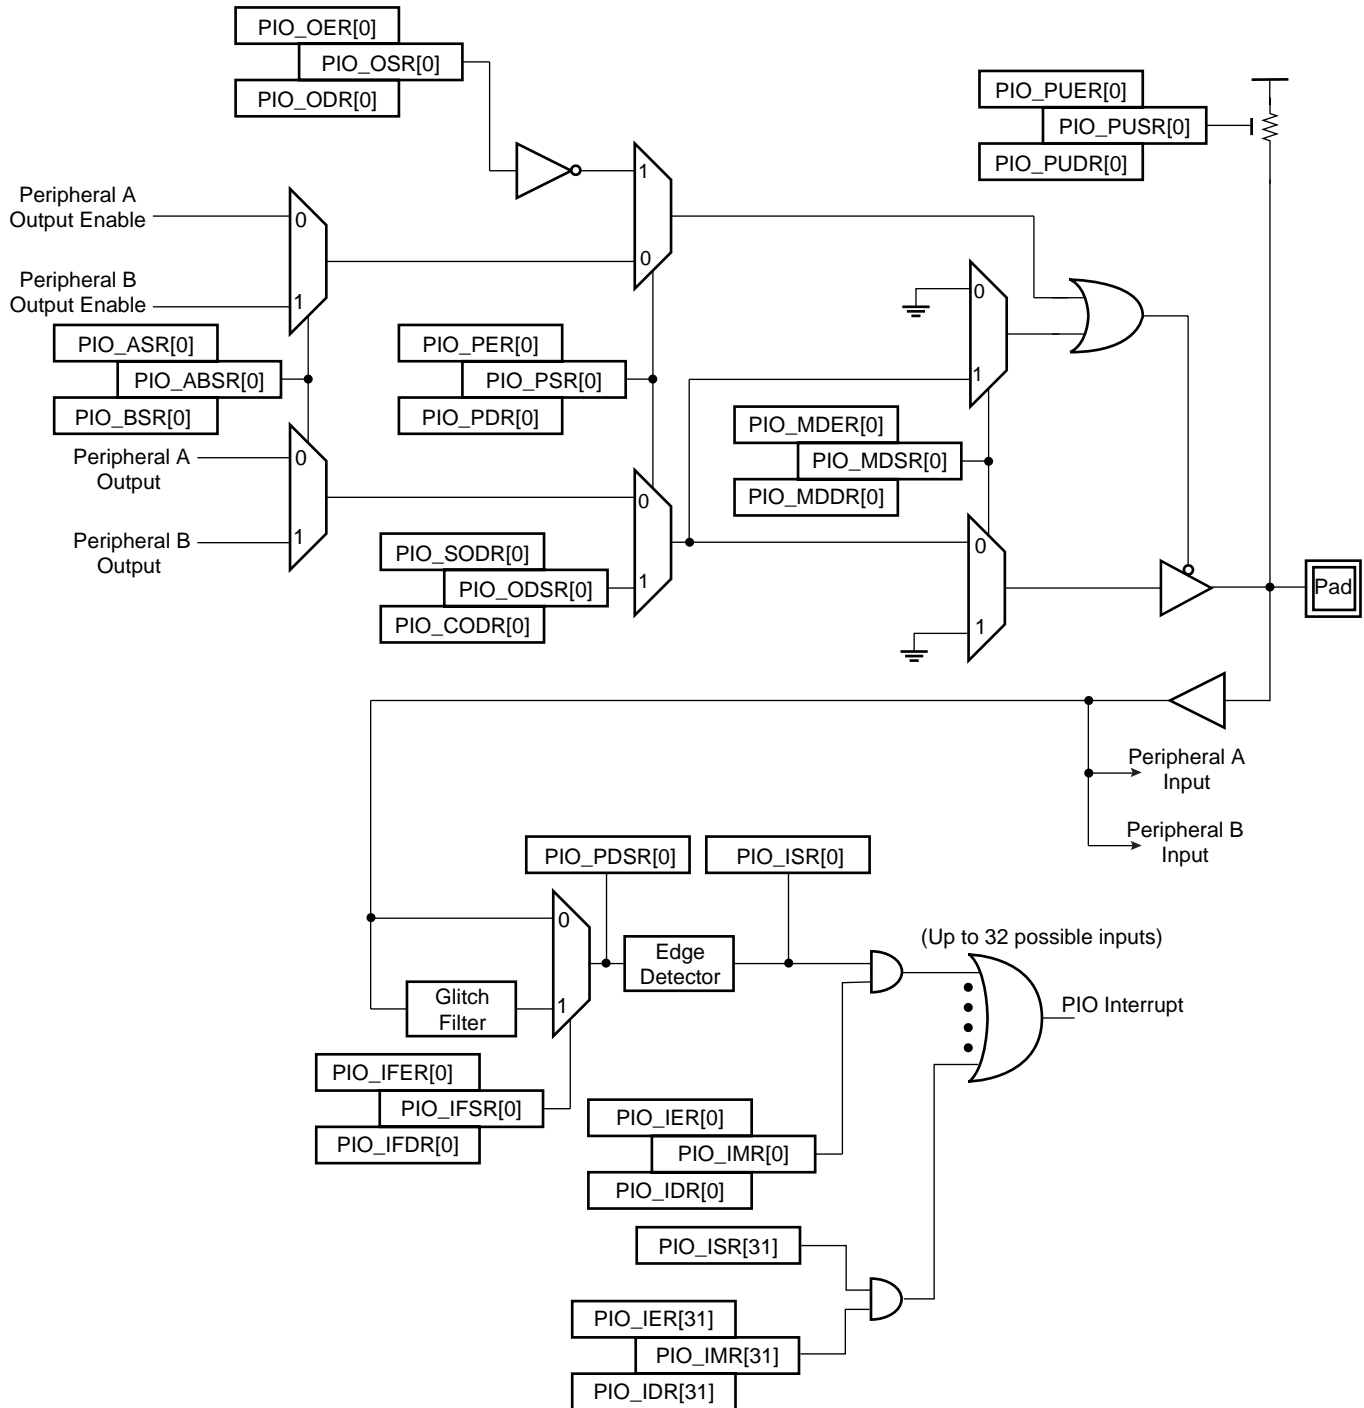 PIO_OER[0]
PIO_OSR[0]
PIO_ODR[0]
PIO_PUER[0]
PIO_PUSR[0]
PIO_PUDR[0]
1
0
Peripheral A
Output Enable
0
Peripheral B
Output Enable
1
0
1
PIO_ASR[0]
PIO_ABSR[0]
PIO_BSR[0]
PIO_PER[0]
PIO_PSR[0]
PIO_PDR[0]
PIO_MDER[0]
PIO_MDSR[0]
PIO_MDDR[0]
Peripheral A
Output
0
Peripheral B
Output
1
0
1
PIO_SODR[0]
PIO_ODSR[0]
PIO_CODR[0]
0
1
Pad
Peripheral A
Input
Peripheral B
Input
PIO_PDSR[0]
PIO_ISR[0]
0
1
Glitch
Filter
Edge
Detector
(Up to 32 possible inputs)
PIO Interrupt
PIO_IFER[0]
PIO_IFSR[0]
PIO_IFDR[0]
PIO_IER[0]
PIO_IMR[0]
PIO_IDR[0]
PIO_ISR[31]
PIO_IER[31]
PIO_IMR[31]
PIO_IDR[31]